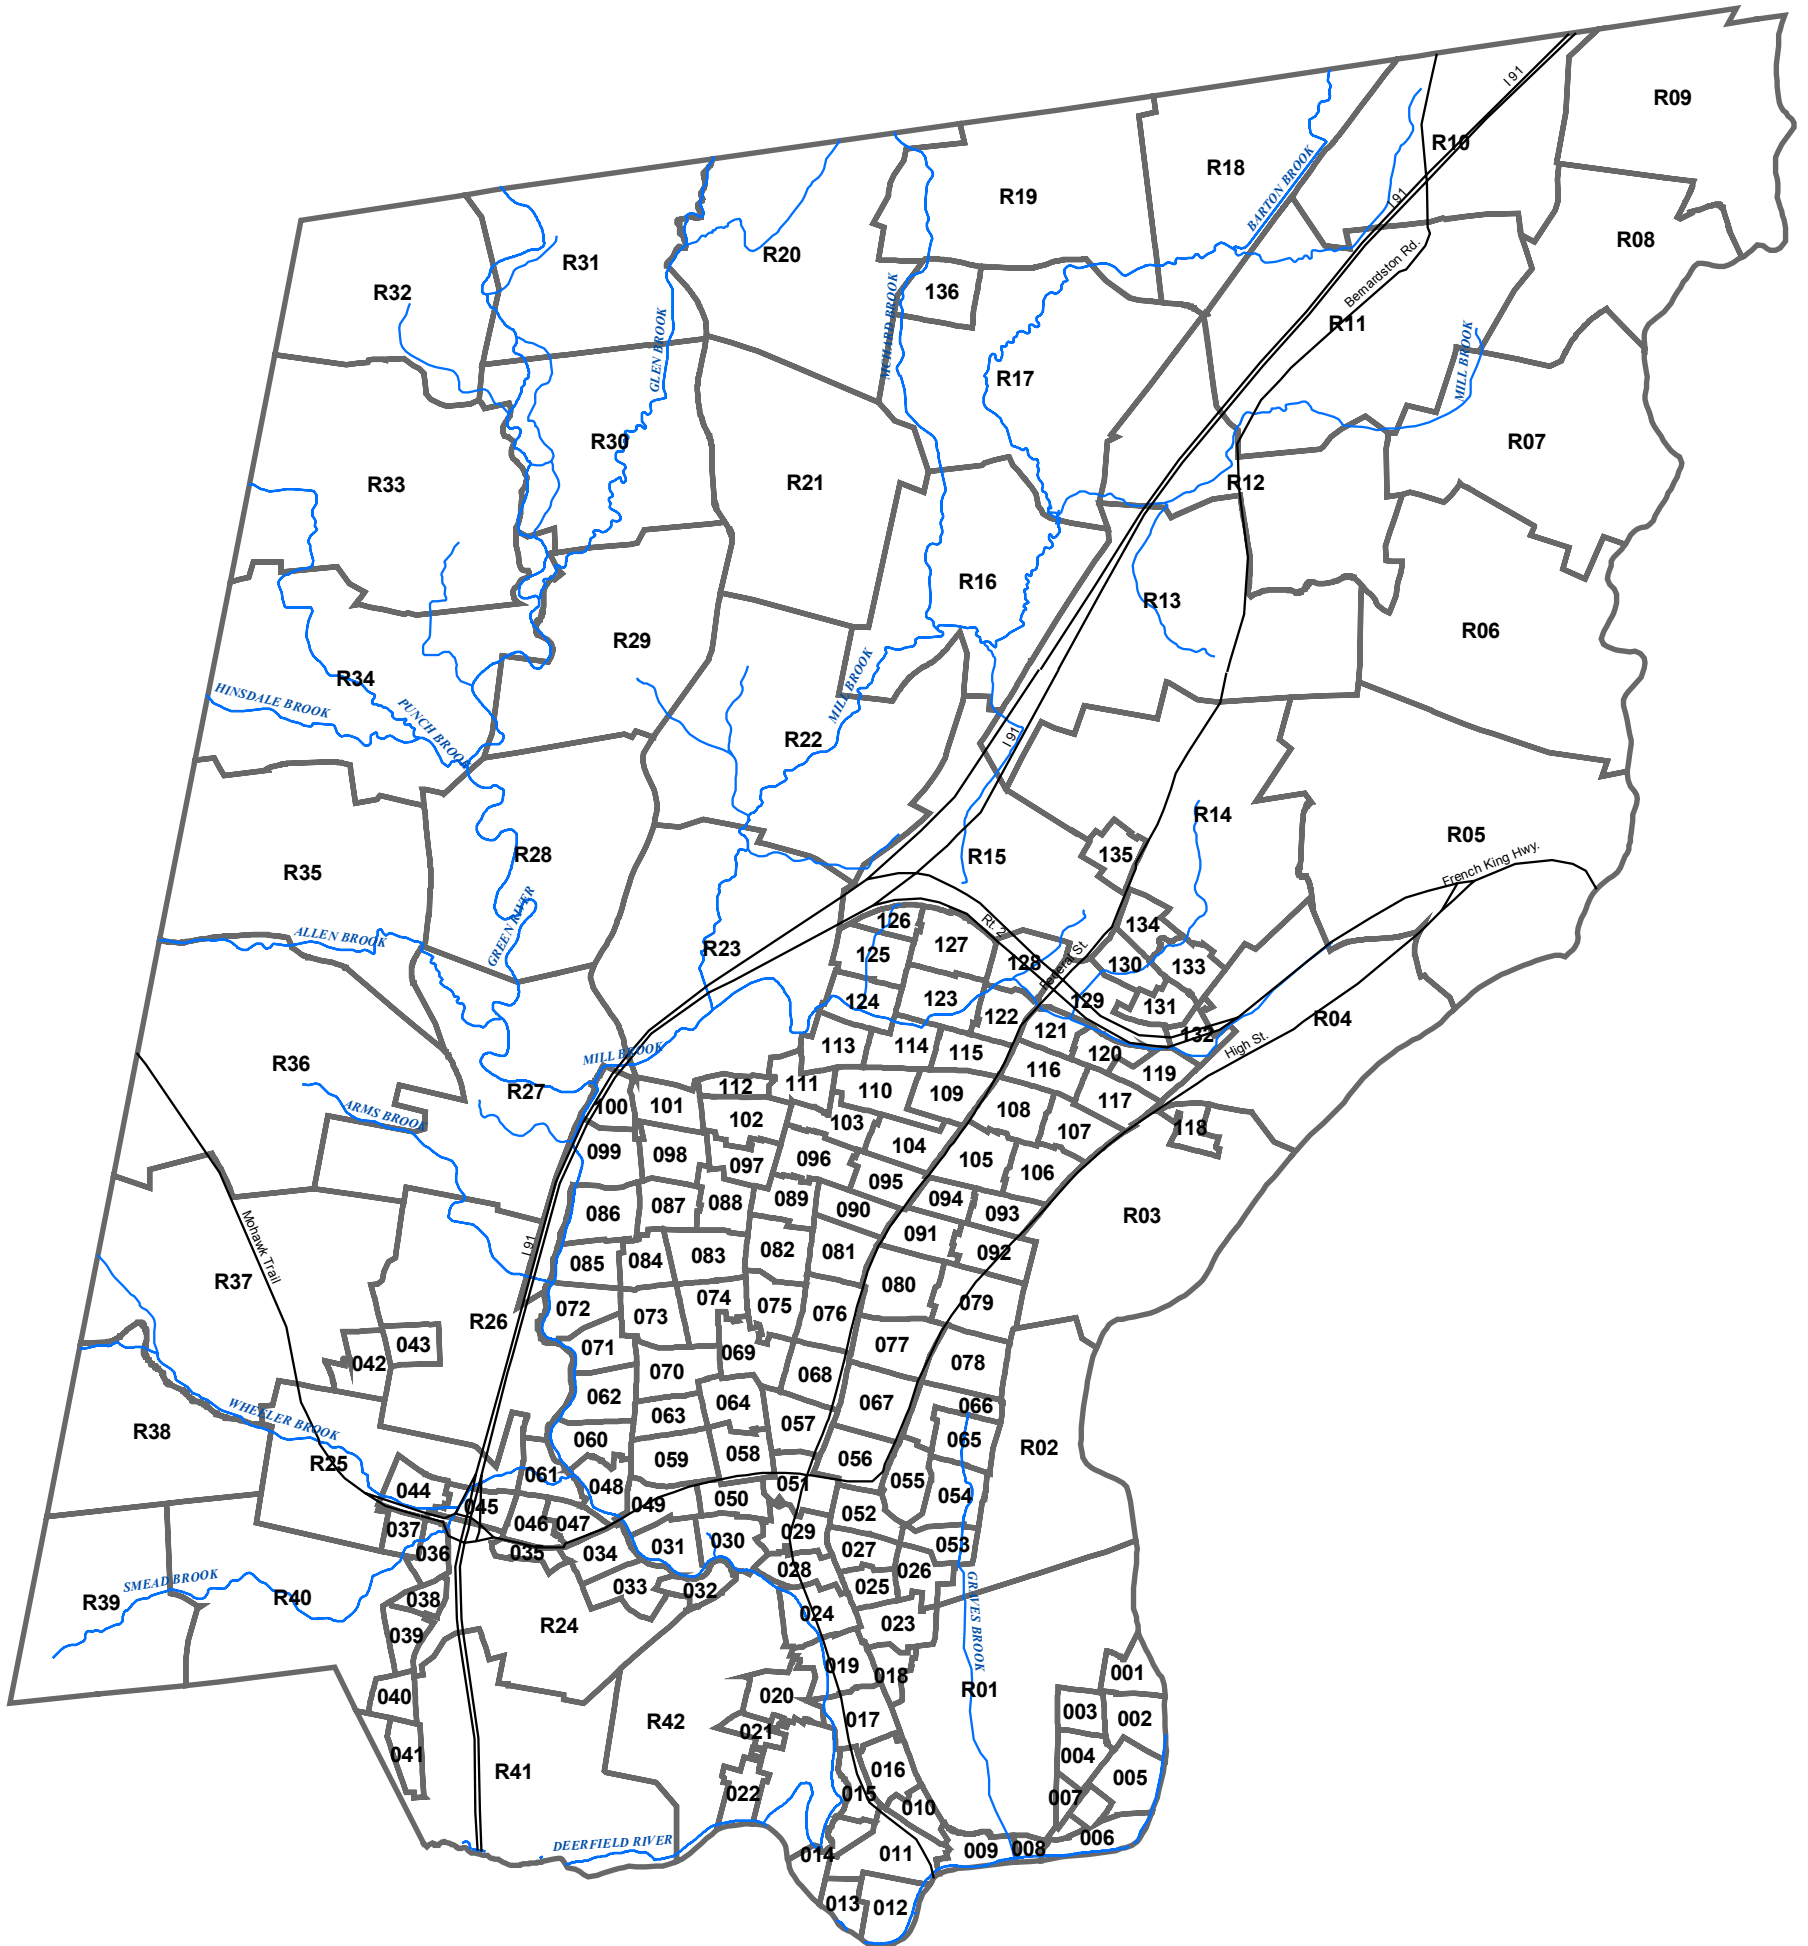 I 91
R09
R10
R18
BARTON BROOK
I 91
R19
R08
R20
R31
Bernardston Rd.
R32
136
MCHARD BROOK
R11
GLEN BROOK
MILL BROOK
R17
R30
R07
R33
R21
R12
R16
R13
R06
R29
R34
HINSDALE BROOK
PUNCH BROOK
MILL BROOK
R22
I 91
R14
R05
R28
135
R15
French King Hwy.
R35
GREEN RIVER
126
Rt. 2
134
ALLEN BROOK
R23
125
127
128
Federal St.
130
133
124
123
129
131
122
121
132
R04
High St.
MILL BROOK
113
114
115
120
R36
116
119
R27
112
111
110
109
117
ARMS BROOK
100
101
102
103
108
107
118
099
098
097
096
104
105
106
095
086
087
088
089
090
094
093
R03
Mohawk Trail
I 91
091
092
085
084
083
082
081
R37
080
072
073
074
075
076
079
R26
071
069
077
043
042
070
068
078
062
067
066
WHEELER BROOK
063
064
057
R38
060
065
R02
R25
061
059
058
056
044
048
051
055
054
045
049
050
052
037
046
047
029
036
035
034
031
030
027
053
028
026
SMEAD BROOK
033
032
025
R39
R40
038
GRAVES BROOK
R24
024
023
039
019
018
001
040
020
R01
R42
021
017
003
002
041
016
004
R41
022
015
010
007
005
DEERFIELD RIVER
014
011
009
008
006
013
012